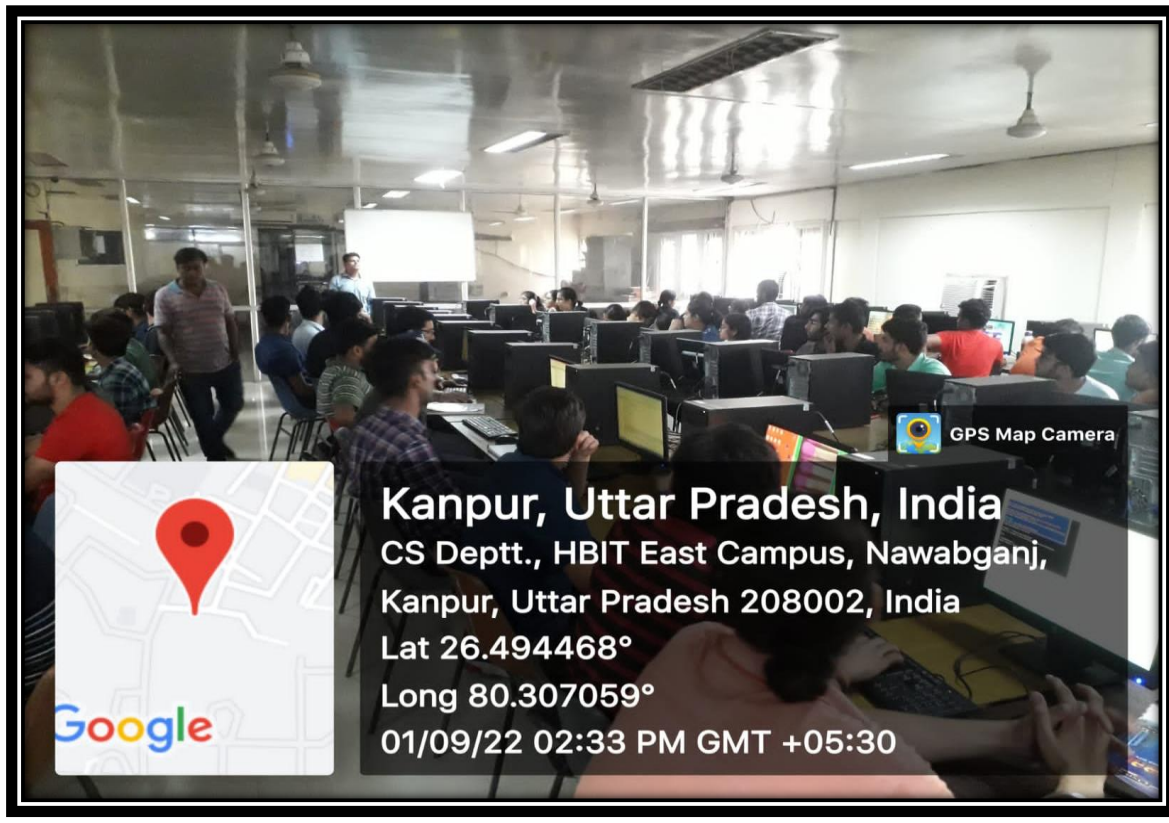 GPS Map Camera
Kanpur, Uttar Pradesh, India
CS Deptt., HBIT East Campus, Nawabganj,
Kanpur, Uttar Pradesh 208002, India
Lat 26.494468°
Long 80.307059°
01/09/22 02:33 PM GMT +05:30
Google